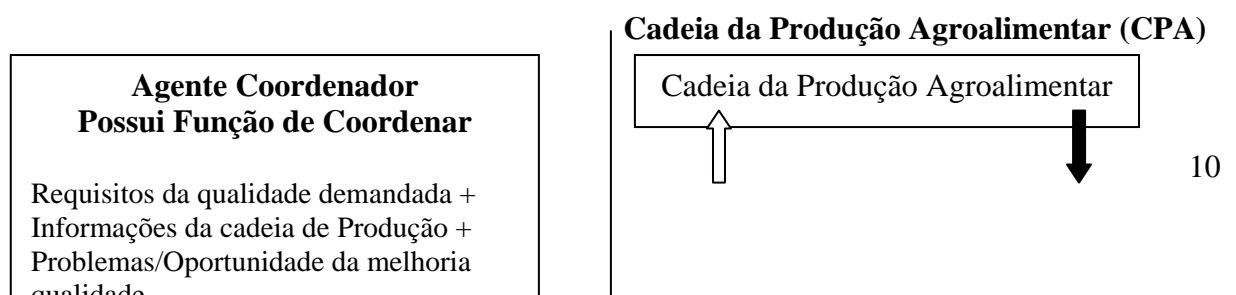 Cadeia da Produção Agroalimentar (CPA)
Agente Coordenador
Possui Função de Coordenar
Requisitos da qualidade demandada +
Informações da cadeia de Produção +
Problemas/Oportunidade da melhoria
qualidade
Cadeia da Produção Agroalimentar
10